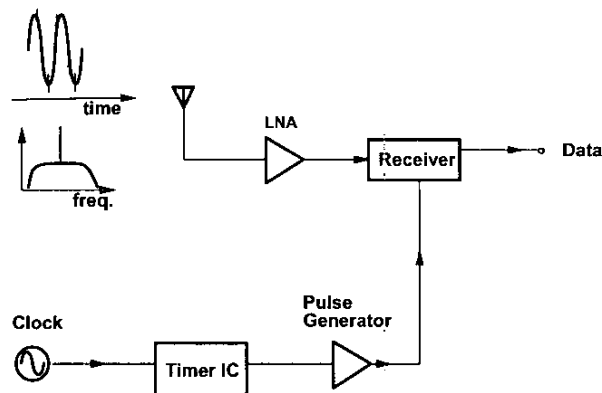 time
freq.
LNA
Receiver
Data
Clock
Timer IC
Pulse
Generator